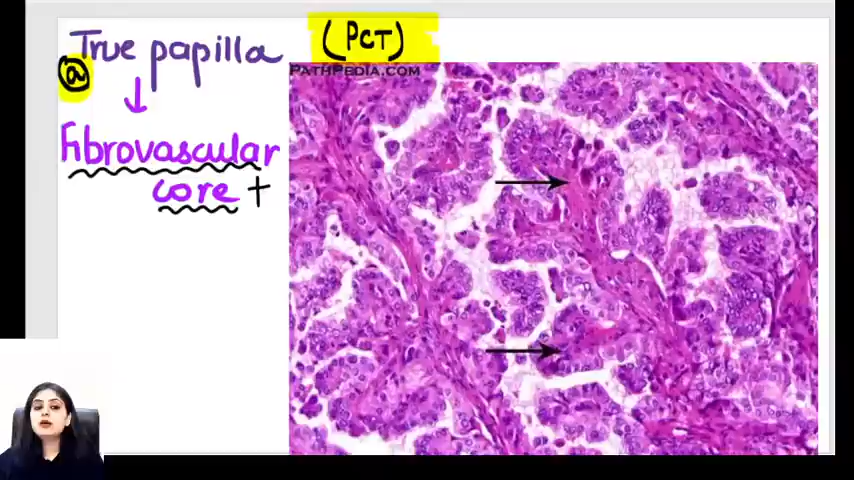 True papilla
(PCT)
a
PATHPEDIA.COM
Fibrovascular
core +